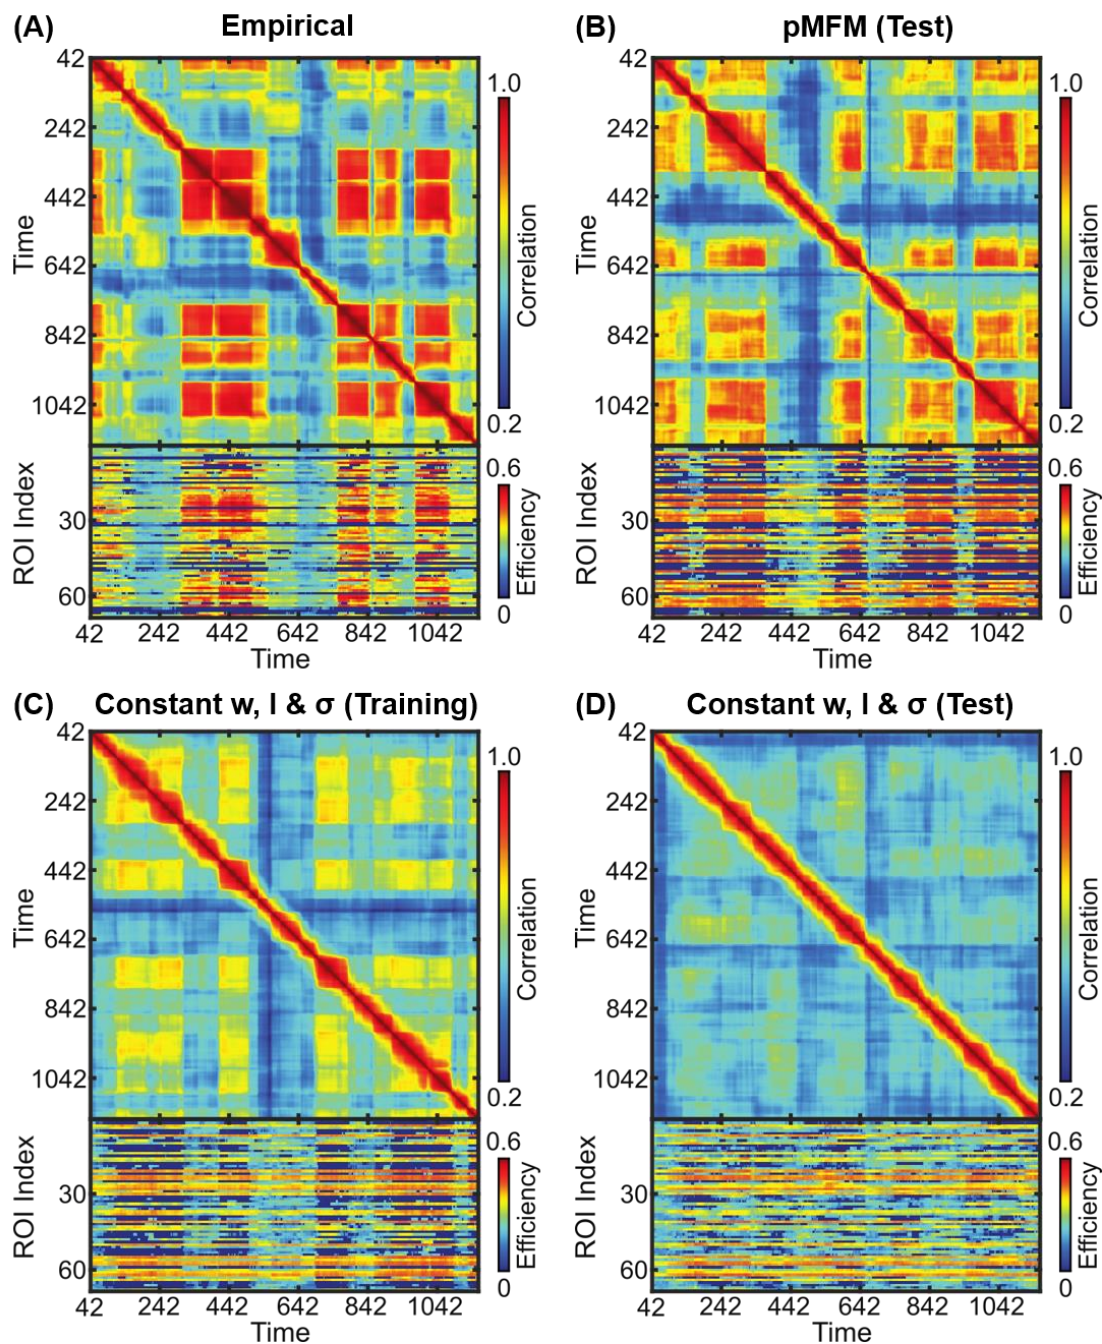 (A) Empirical
42
242
442
642
842
1042
Time
1.0
Correlation
0.2
ROI Index
30
60
0.6
Efficiency
0
42 242 442 642 842 1042
Time
(B) pMFM (Test)
42
242
442
642
842
1042
Time
1.0
Correlation
0.2
ROI Index
30
60
0.6
Efficiency
0
42 242 442 642 842 1042
Time
(C) Constant w, I & σ (Training)
42
242
442
642
842
1042
Time
1.0
Correlation
0.2
ROI Index
30
60
0.6
Efficiency
0
42 242 442 642 842 1042
Time
(D) Constant w, I & σ (Test)
42
242
442
642
842
1042
Time
1.0
Correlation
0.2
ROI Index
30
60
0.6
Efficiency
0
42 242 442 642 842 1042
Time